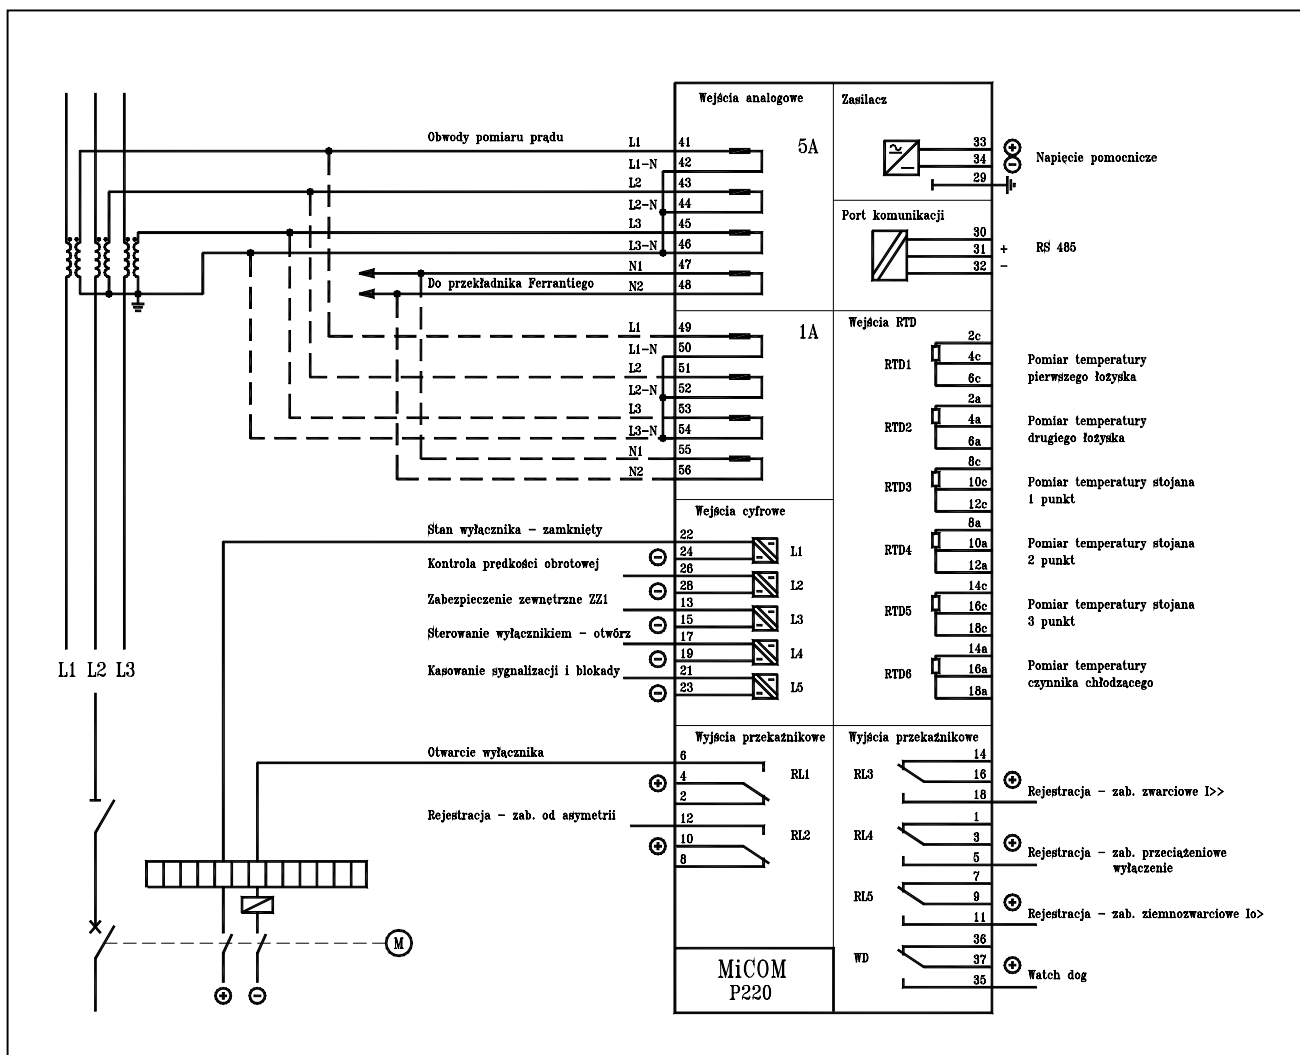 Wejścia analogowe
Zasilacz
Obwody pomiaru prądu
L1
41
5A
33
34
29
Napięcie pomocnicze
L1-N
42
L2
43
L2-N
44
L3
45
L3-N
46
N1
47
Do przekładnika Ferrantiego
N2
48
Port komunikacji
30
31
32
+
-
RS 485
1A
L1
49
L1-N
50
L2
51
L2-N
52
L3
53
L3-N
54
N1
55
N2
56
Wejścia RTD
RTD1
2c
4c
6c
Pomiar temperatury
pierwszego łożyska
RTD2
2a
4a
6a
Pomiar temperatury
drugiego łożyska
RTD3
8c
10c
12c
Pomiar temperatury stojana
1 punkt
RTD4
8a
10a
12a
Pomiar temperatury stojana
2 punkt
RTD5
14c
16c
18c
Pomiar temperatury stojana
3 punkt
RTD6
14a
16a
18a
Pomiar temperatury
czynnika chłodzącego
Wejścia cyfrowe
Stan wyłącznika - zamknięty
22
24
L1
Kontrola prędkości obrotowej
26
28
L2
Zabezpieczenie zewnętrzne ZZ1
13
15
L3
Sterowanie wyłącznikiem - otwórz
17
19
L4
Kasowanie sygnalizacji i blokady
21
23
L5
L1 L2 L3
Wyjścia przekaźnikowe
Otwarcie wyłącznika
6
4
2
RL1
Rejestracja - zab. od asymetrii
12
10
8
RL2
Wyjścia przekaźnikowe
RL3
14
16
18
Rejestracja - zab. zwarciowe I>>
RL4
1
3
5
Rejestracja - zab. przeciążeniowe
wyłączenie
RL5
7
9
11
Rejestracja - zab. ziemnozwarciowe Io>
WD
36
37
35
Watch dog
M
MiCOM
P220